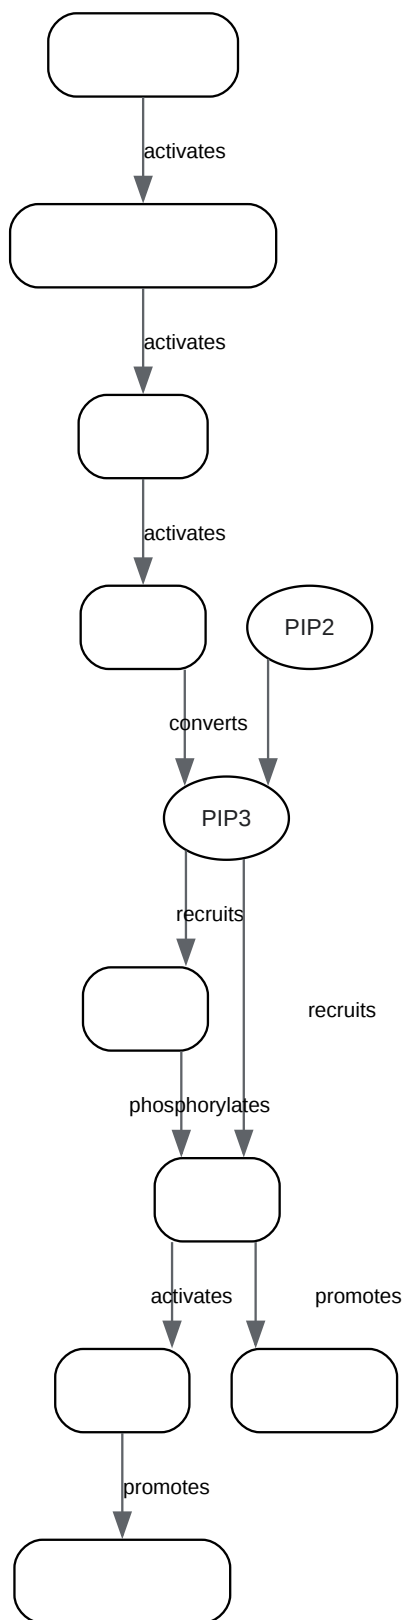 activates
activates
activates
PIP2
converts
PIP3
recruits
recruits
phosphorylates
activates
promotes
promotes